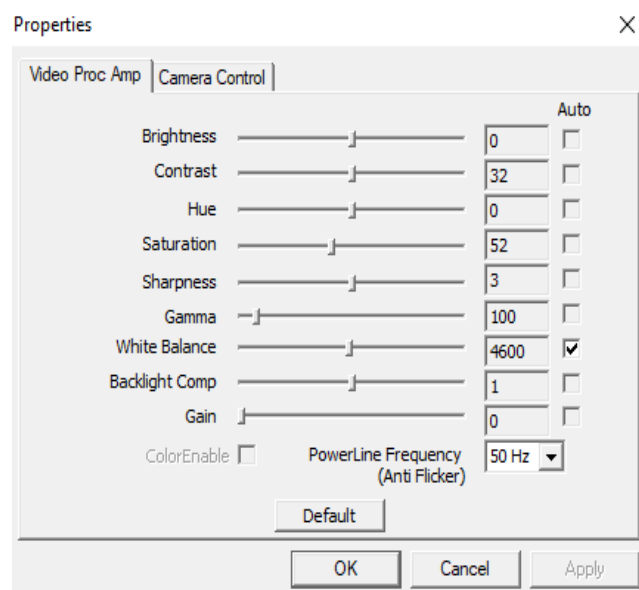 Properties
Video Proc Amp Camera Control
Auto
Brightness 0
Contrast 32
Hue 0
Saturation 52
Sharpness 3
Gamma 100
White Balance 4600
Backlight Comp 1
Gain 0
ColorEnable PowerLine Frequency 50 Hz
(Anti Flicker)
Default
OK Cancel Apply